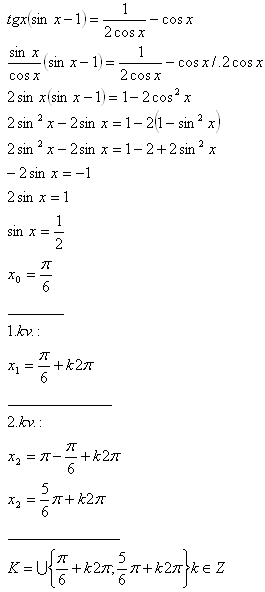 tgx(sin x−1)= 1/(2cos x) −cos x
sin x/cos x (sin x−1)= 1/(2cos x) −cos x/.2cos x
2sin x(sin x−1)=1−2cos² x
2sin² x−2sin x=1−2(1−sin² x)
2sin² x−2sin x=1−2+2sin² x
−2sin x=−1
2sin x=1
sin x= 1/2
x₀= π/6
1.kv.:
x₁= π/6 +k2π
2.kv.:
x₂=π− π/6 +k2π
x₂= 5/6 π+k2π
K=∪{π/6 +k2π; 5/6 π+k2π}k∈Z